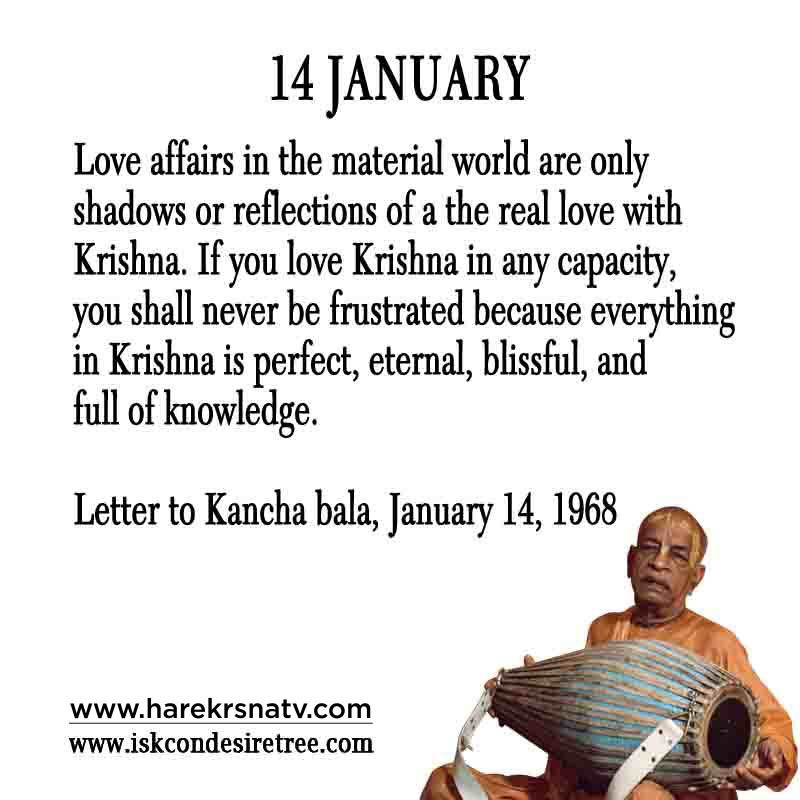 14 JANUARY
Love affairs in the material world are only
shadows or reflections of a the real love with
Krishna. If you love Krishna in any capacity,
you shall never be frustrated because everything
in Krishna is perfect, eternal, blissful, and
full of knowledge.
Letter to Kancha bala, January 14, 1968
www.harekrsnatv.com
www.iskcondesiretree.com